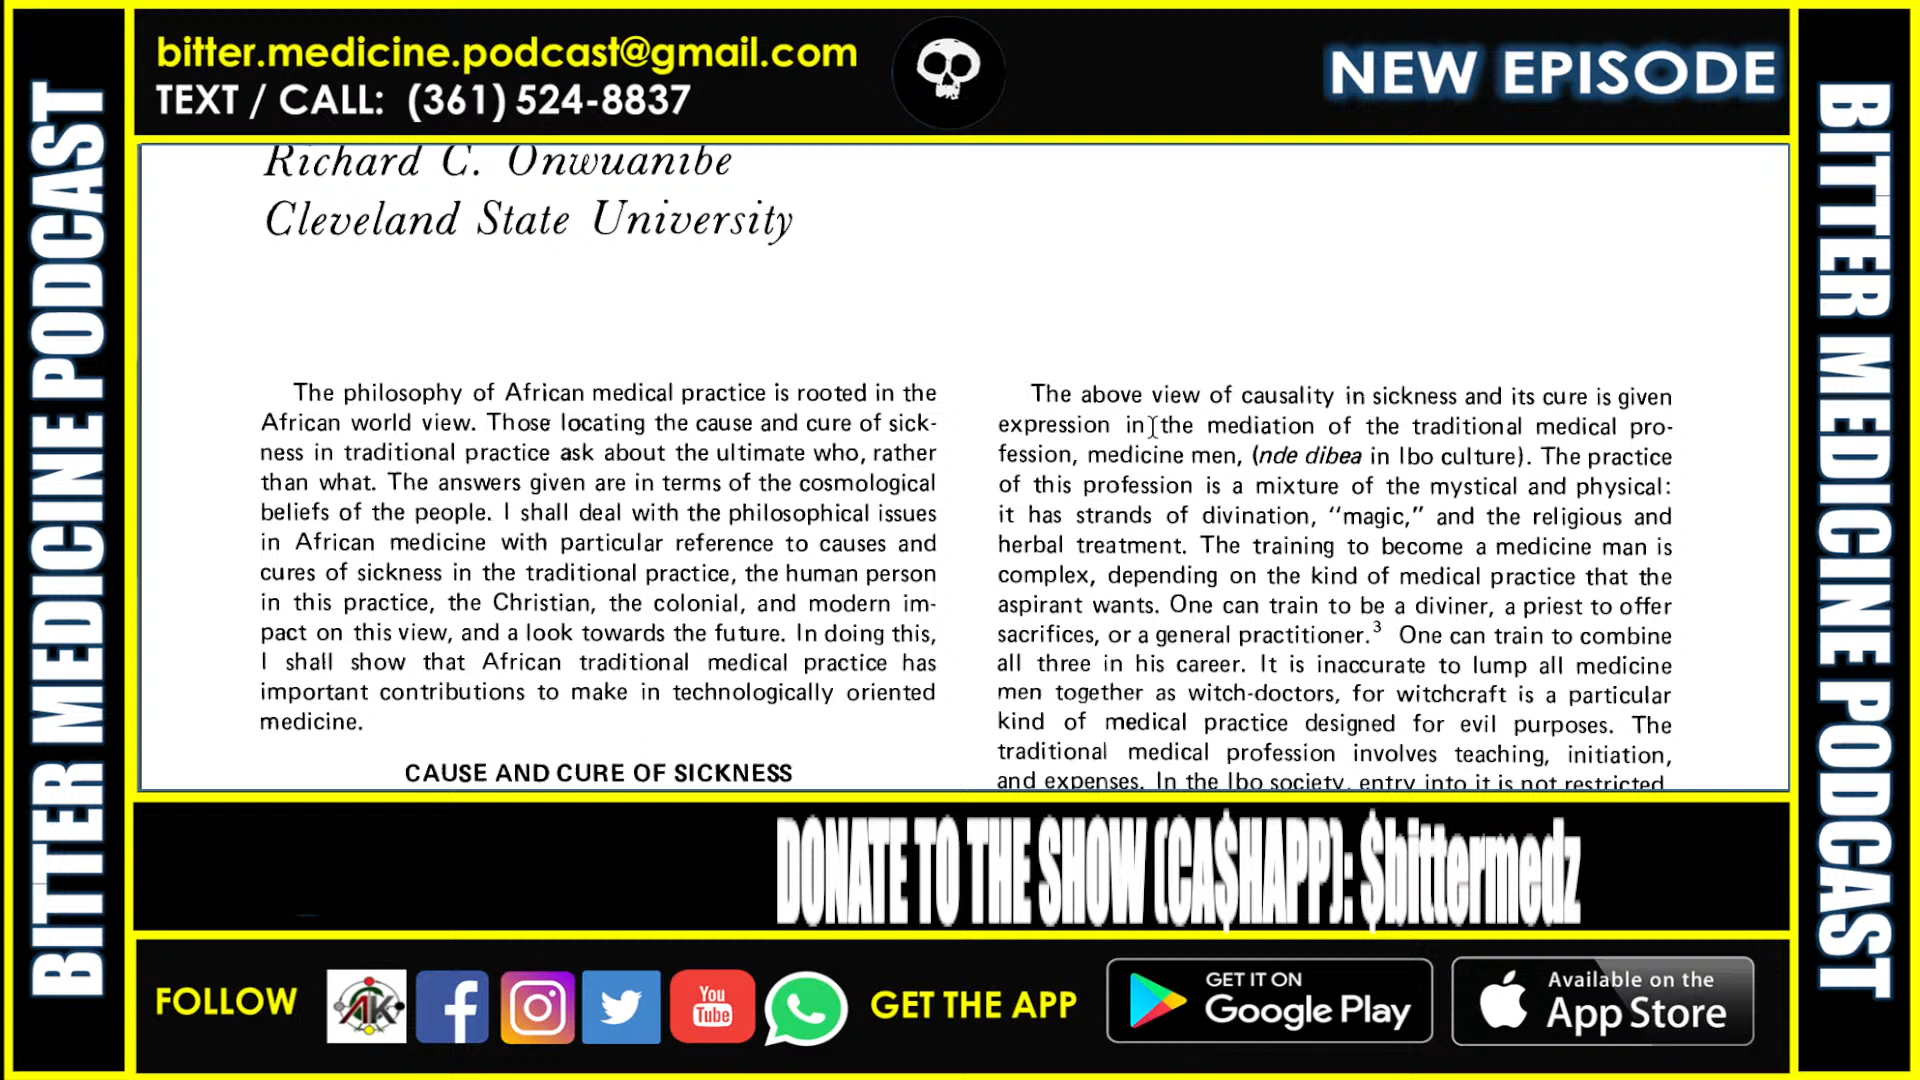 bitter.medicine.podcast@gmail.com
TEXT / CALL: (361) 524-8837
NEW EPISODE
BITTER MEDICINE PODCAST
Richard C. Onwuanibe
Cleveland State University
The philosophy of African medical practice is rooted in the
African world view. Those locating the cause and cure of sick-
ness in traditional practice ask about the ultimate who, rather
than what. The answers given are in terms of the cosmological
beliefs of the people. I shall deal with the philosophical issues
in African medicine with particular reference to causes and
cures of sickness in the traditional practice, the human person
in this practice, the Christian, the colonial, and modern im-
pact on this view, and a look towards the future. In doing this,
I shall show that African traditional medical practice has
important contributions to make in technologically oriented
medicine.
CAUSE AND CURE OF SICKNESS
The above view of causality in sickness and its cure is given
expression in the mediation of the traditional medical pro-
fession, medicine men, (nde dibea in Ibo culture). The practice
of this profession is a mixture of the mystical and physical:
it has strands of divination, “magic,” and the religious and
herbal treatment. The training to become a medicine man is
complex, depending on the kind of medical practice that the
aspirant wants. One can train to be a diviner, a priest to offer
sacrifices, or a general practitioner.3 One can train to combine
all three in his career. It is inaccurate to lump all medicine
men together as witch-doctors, for witchcraft is a particular
kind of medical practice designed for evil purposes. The
traditional medical profession involves teaching, initiation,
and expenses. In the Ibo society, entry into it is not restricted
BITTER MEDICINE PODCAST
DONATE TO THE SHOW (CA$HAPP): $bittermedz
FOLLOW
AK
You
Tube
GET THE APP
GET IT ON
Google Play
Available on the
App Store